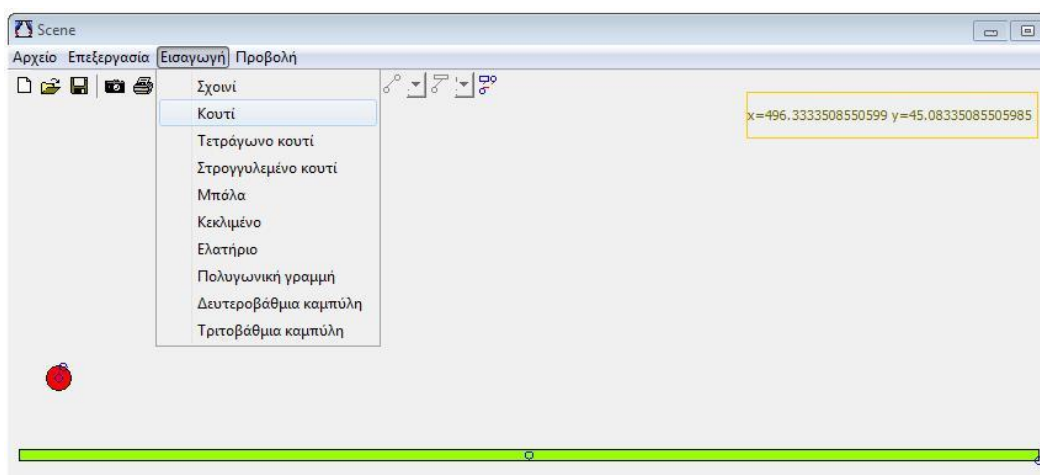 Scene
Αρχείο Επεξεργασία Εισαγωγή Προβολή
Σχοινί
Κουτί
x=496.3333508550599 y=45.08335085505985
Τετράγωνο κουτί
Στρογγυλεμένο κουτί
Μπάλα
Κεκλιμένο
Ελατήριο
Πολυγωνική γραμμή
Δευτεροβάθμια καμπύλη
Τριτοβάθμια καμπύλη